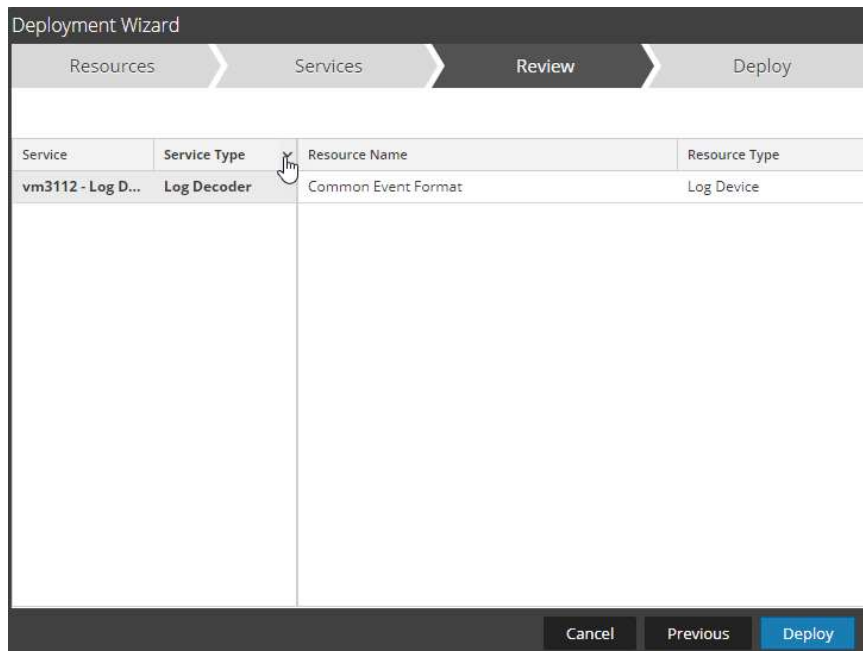 Deployment Wizard
Resources Services Review Deploy
Service Service Type Resource Name Resource Type
vm3112 - Log D... Log Decoder Common Event Format Log Device
Cancel Previous Deploy